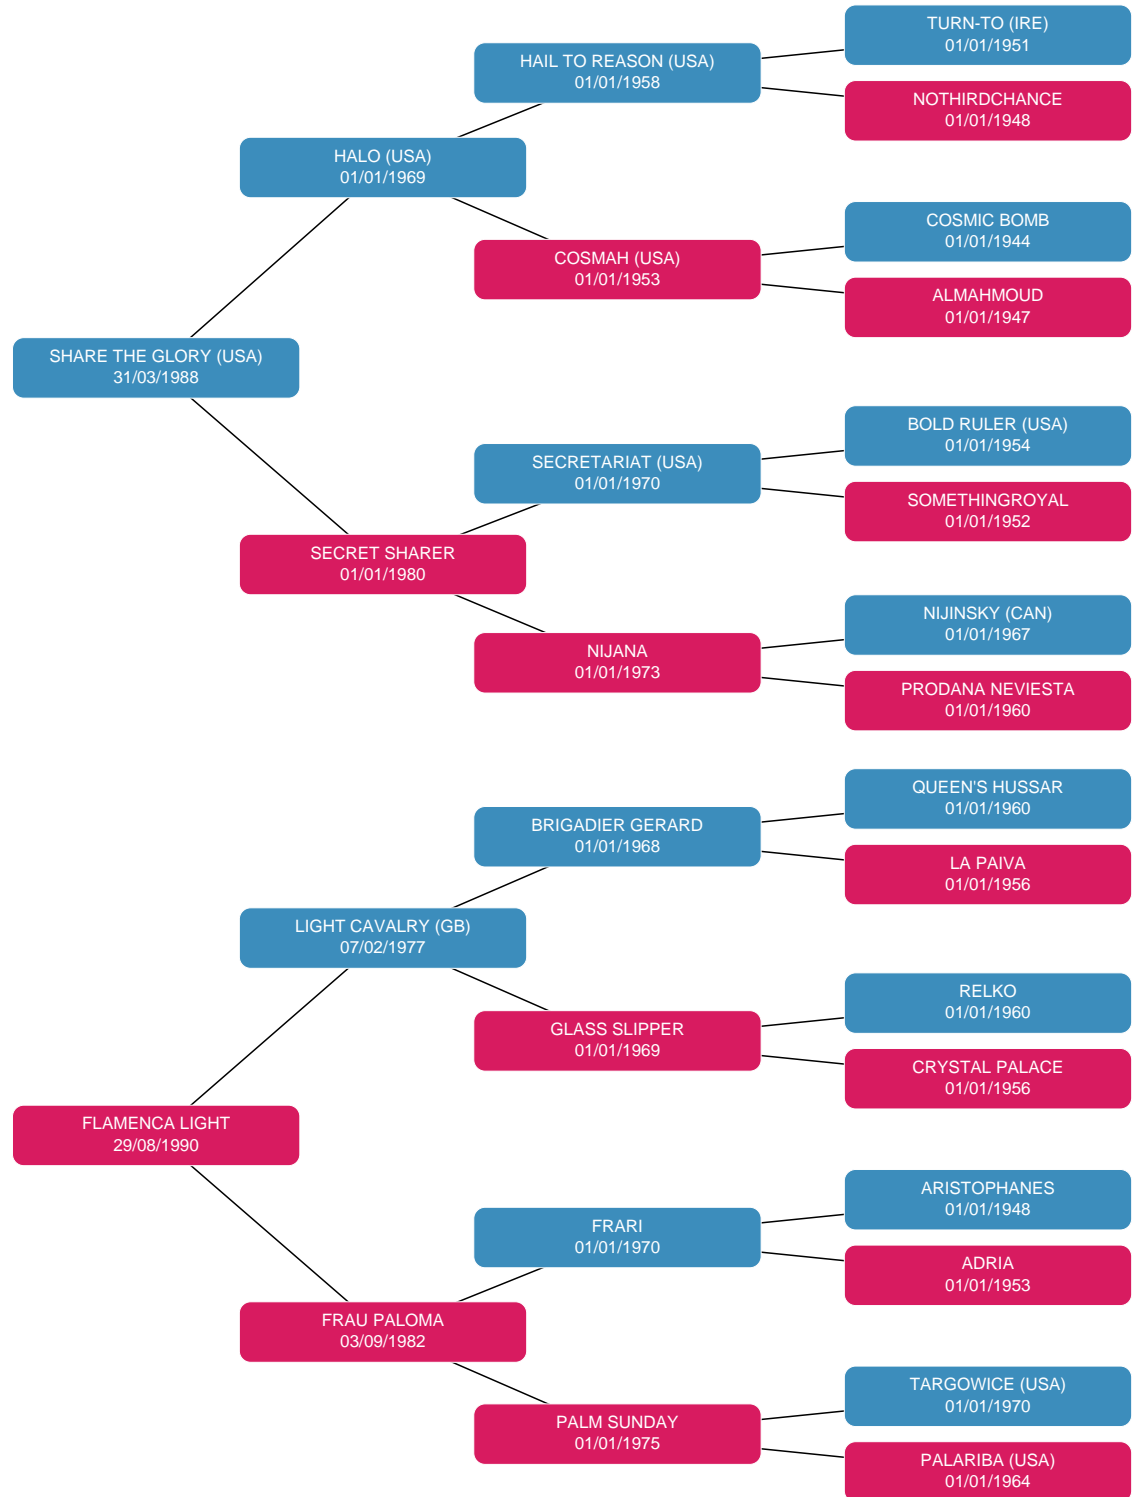 TURN-TO (IRE)
01/01/1951
HAIL TO REASON (USA)
01/01/1958
NOTHIRDCHANCE
01/01/1948
HALO (USA)
01/01/1969
COSMIC BOMB
01/01/1944
COSMAH (USA)
01/01/1953
ALMAHMOUD
01/01/1947
SHARE THE GLORY (USA)
31/03/1988
BOLD RULER (USA)
01/01/1954
SECRETARIAT (USA)
01/01/1970
SOMETHINGROYAL
01/01/1952
SECRET SHARER
01/01/1980
NIJINSKY (CAN)
01/01/1967
NIJANA
01/01/1973
PRODANA NEVIESTA
01/01/1960
QUEEN'S HUSSAR
01/01/1960
BRIGADIER GERARD
01/01/1968
LA PAIVA
01/01/1956
LIGHT CAVALRY (GB)
07/02/1977
RELKO
01/01/1960
GLASS SLIPPER
01/01/1969
CRYSTAL PALACE
01/01/1956
FLAMENCA LIGHT
29/08/1990
ARISTOPHANES
01/01/1948
FRARI
01/01/1970
ADRIA
01/01/1953
FRAU PALOMA
03/09/1982
TARGOWICE (USA)
01/01/1970
PALM SUNDAY
01/01/1975
PALARIBA (USA)
01/01/1964